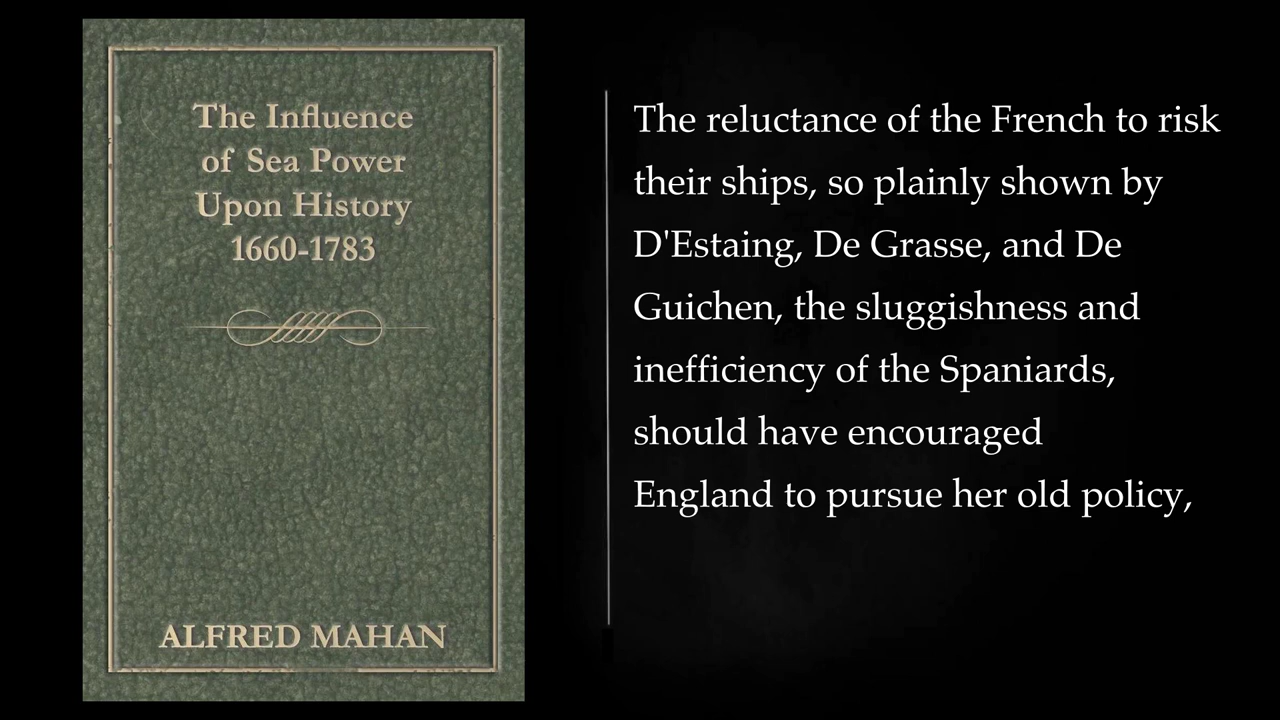 The Influence
of Sea Power
Upon History
1660-1783
ALFRED MAHAN
The reluctance of the French to risk
their ships, so plainly shown by
D'Estaing, De Grasse, and De
Guichen, the sluggishness and
inefficiency of the Spaniards,
should have encouraged
England to pursue her old policy,